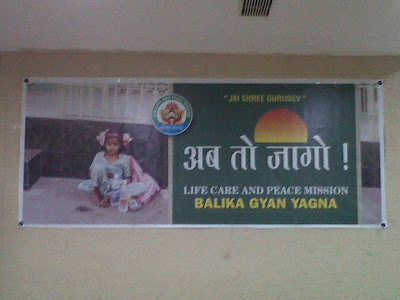 " JAI SHREE GURUDEV "
अब तो जागो !
LIFE CARE AND PEACE MISSION
BALIKA GYAN YAGNA